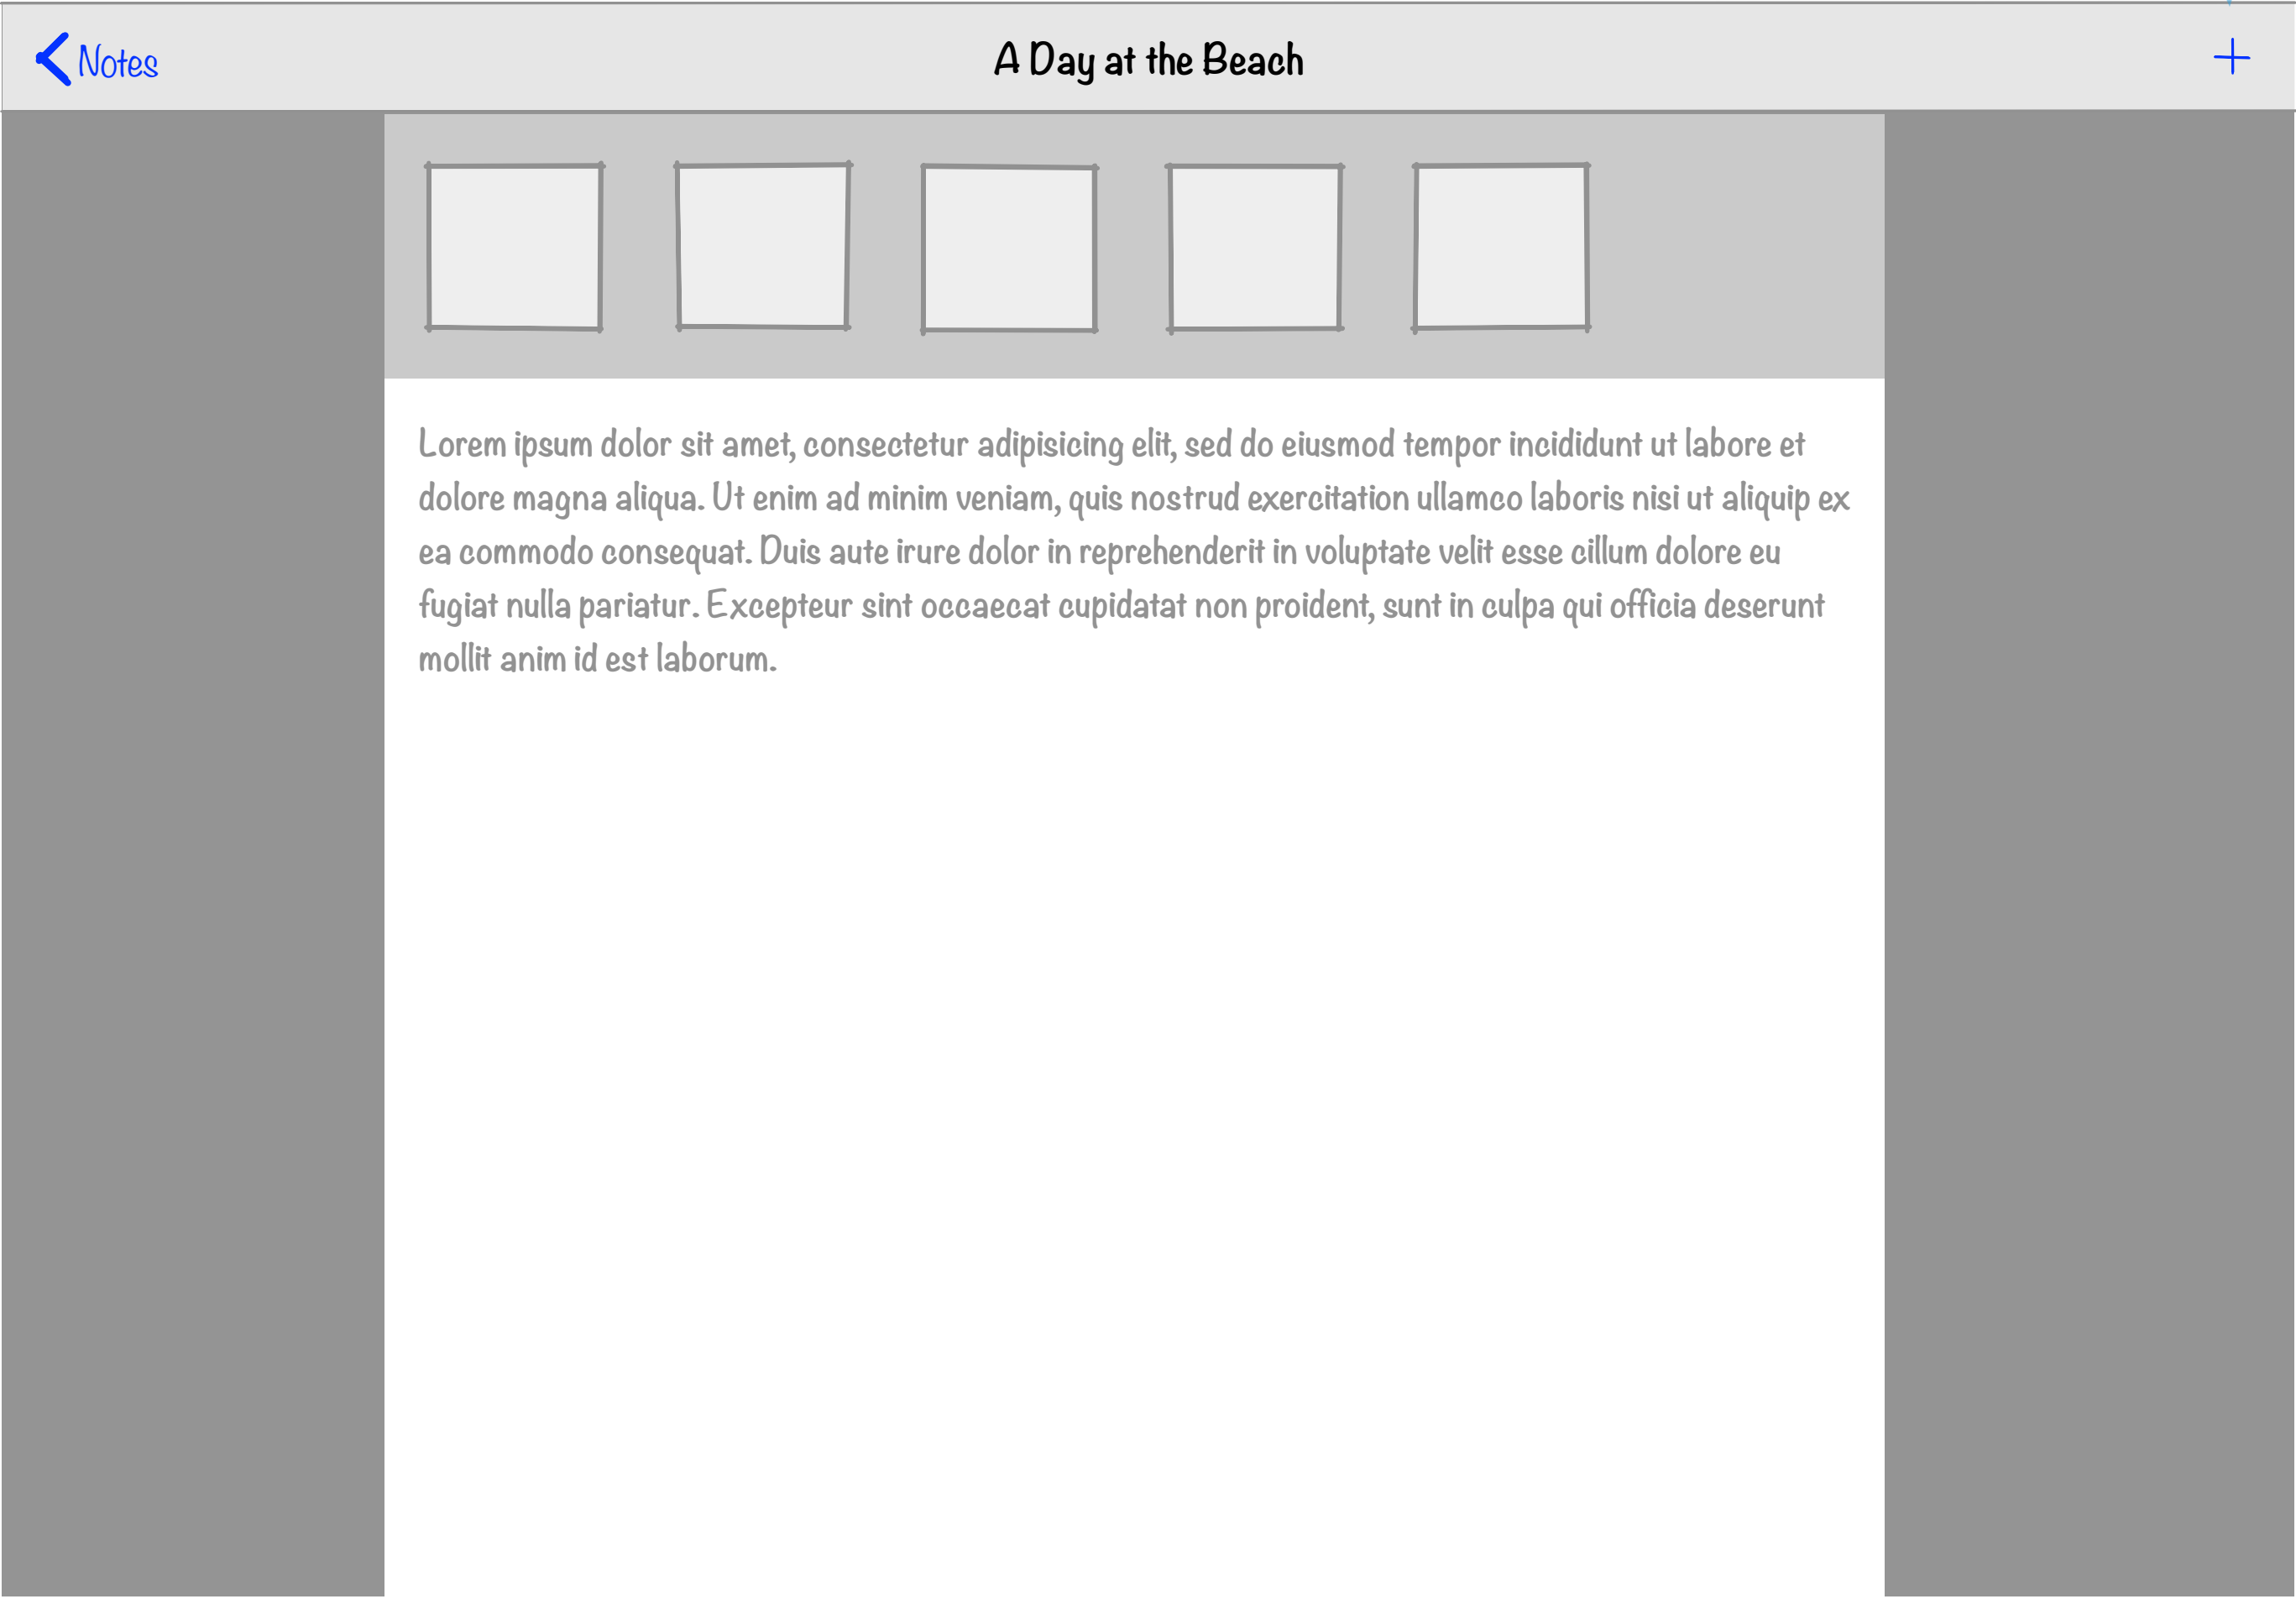 Notes
A Day at the Beach
+
Lorem ipsum dolor sit amet, consectetur adipisicing elit, sed do eiusmod tempor incididunt ut labore et
dolore magna aliqua. Ut enim ad minim veniam, quis nostrud exercitation ullamco laboris nisi ut aliquip ex
ea commodo consequat. Duis aute irure dolor in reprehenderit in voluptate velit esse cillum dolore eu
fugiat nulla pariatur. Excepteur sint occaecat cupidatat non proident, sunt in culpa qui officia deserunt
mollit anim id est laborum.